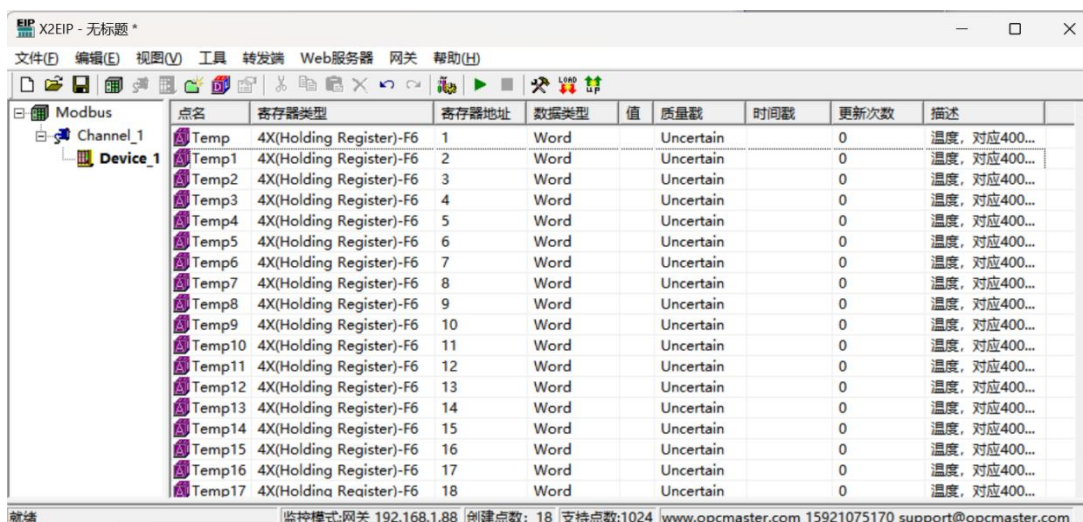 EIP X2EIP - 无标题 *
文件(F) 编辑(E) 视图(V) 工具 转发端 Web服务器 网关 帮助(H)
LOAD UP
Modbus
Channel_1
Device_1
点名 寄存器类型 寄存器地址 数据类型 值 质量戳 时间戳 更新次数 描述
Temp 4X(Holding Register)-F6 1 Word Uncertain 0 温度，对应400...
Temp1 4X(Holding Register)-F6 2 Word Uncertain 0 温度，对应400...
Temp2 4X(Holding Register)-F6 3 Word Uncertain 0 温度，对应400...
Temp3 4X(Holding Register)-F6 4 Word Uncertain 0 温度，对应400...
Temp4 4X(Holding Register)-F6 5 Word Uncertain 0 温度，对应400...
Temp5 4X(Holding Register)-F6 6 Word Uncertain 0 温度，对应400...
Temp6 4X(Holding Register)-F6 7 Word Uncertain 0 温度，对应400...
Temp7 4X(Holding Register)-F6 8 Word Uncertain 0 温度，对应400...
Temp8 4X(Holding Register)-F6 9 Word Uncertain 0 温度，对应400...
Temp9 4X(Holding Register)-F6 10 Word Uncertain 0 温度，对应400...
Temp10 4X(Holding Register)-F6 11 Word Uncertain 0 温度，对应400...
Temp11 4X(Holding Register)-F6 12 Word Uncertain 0 温度，对应400...
Temp12 4X(Holding Register)-F6 13 Word Uncertain 0 温度，对应400...
Temp13 4X(Holding Register)-F6 14 Word Uncertain 0 温度，对应400...
Temp14 4X(Holding Register)-F6 15 Word Uncertain 0 温度，对应400...
Temp15 4X(Holding Register)-F6 16 Word Uncertain 0 温度，对应400...
Temp16 4X(Holding Register)-F6 17 Word Uncertain 0 温度，对应400...
Temp17 4X(Holding Register)-F6 18 Word Uncertain 0 温度，对应400...
就绪 监控模式:网关 192.168.1.88 创建点数：18 支持点数:1024 www.opcmaster.com 15921075170 support@opcmaster.com